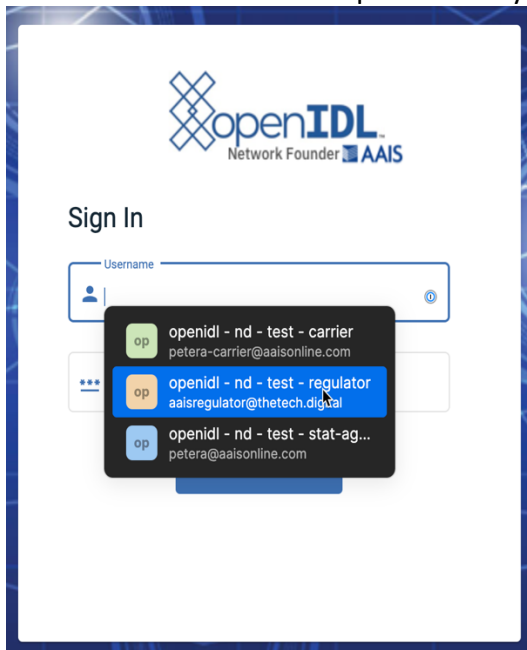 openIDL
Network Founder AAIS
Sign In
Username
op
openidl - nd - test - carrier
petera-carrier@aaisonline.com
***
op
openidl - nd - test - regulator
aaisregulator@thetech.digital
op
openidl - nd - test - stat-ag...
petera@aaisonline.com